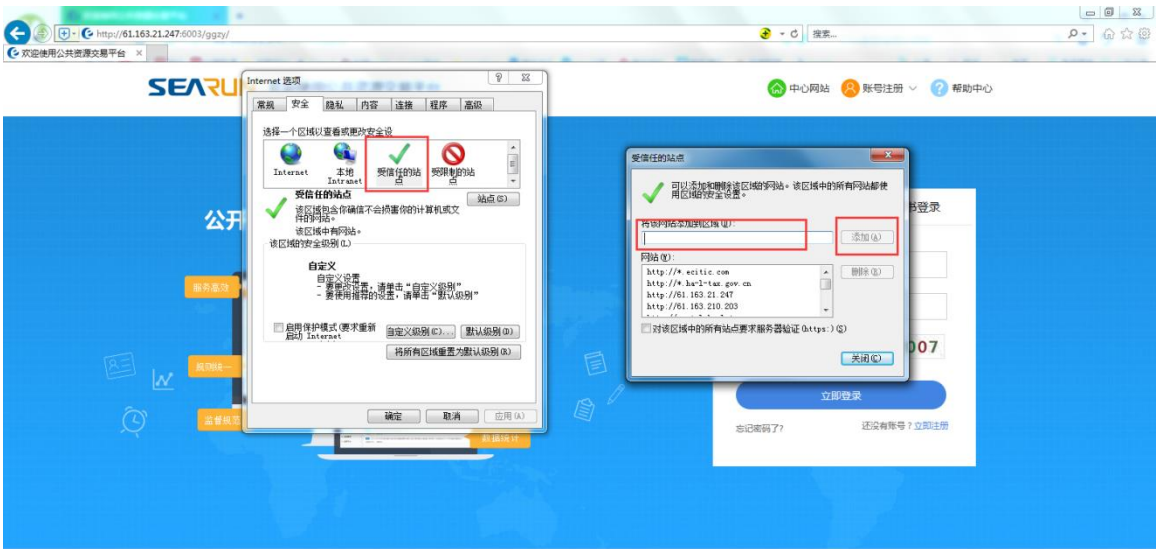 http://61.163.21.247:6003/ggzy/
搜索...
欢迎使用公共资源交易平台
SEARU
中心网站
账号注册
帮助中心
Internet 选项
常规 安全 隐私 内容 连接 程序 高级
选择一个区域以查看或更改安全设
Internet
本地
Intranet
受信任的站
点
受限制的站
点
受信任的站点
站点(S)
该区域包含你确信不会损害你的计算机或文
件的网站。
该区域中有网站。
该区域的安全级别(L)
自定义
自定义设置
- 要更改设置，请单击“自定义级别”
- 要使用推荐的设置，请单击“默认级别”
启用保护模式(要求重新
启动 Internet
自定义级别(C)...
默认级别(D)
将所有区域重置为默认级别(R)
确定
取消
应用(A)
受信任的站点
可以添加和删除该区域的网站。该区域中的所有网站都使
用区域的安全设置。
将该网站添加到区域(D):
添加(A)
网站(W):
http://*.ecitic.com
http://*.ha-l-tax.gov.cn
http://61.163.21.247
http://61.163.210.203
删除(R)
对该区域中的所有站点要求服务器验证(https:)(S)
关闭(C)
公开
服务高效
规则统一
监督规范
数据统计
书登录
007
立即登录
忘记密码了?
还没有账号？立即注册